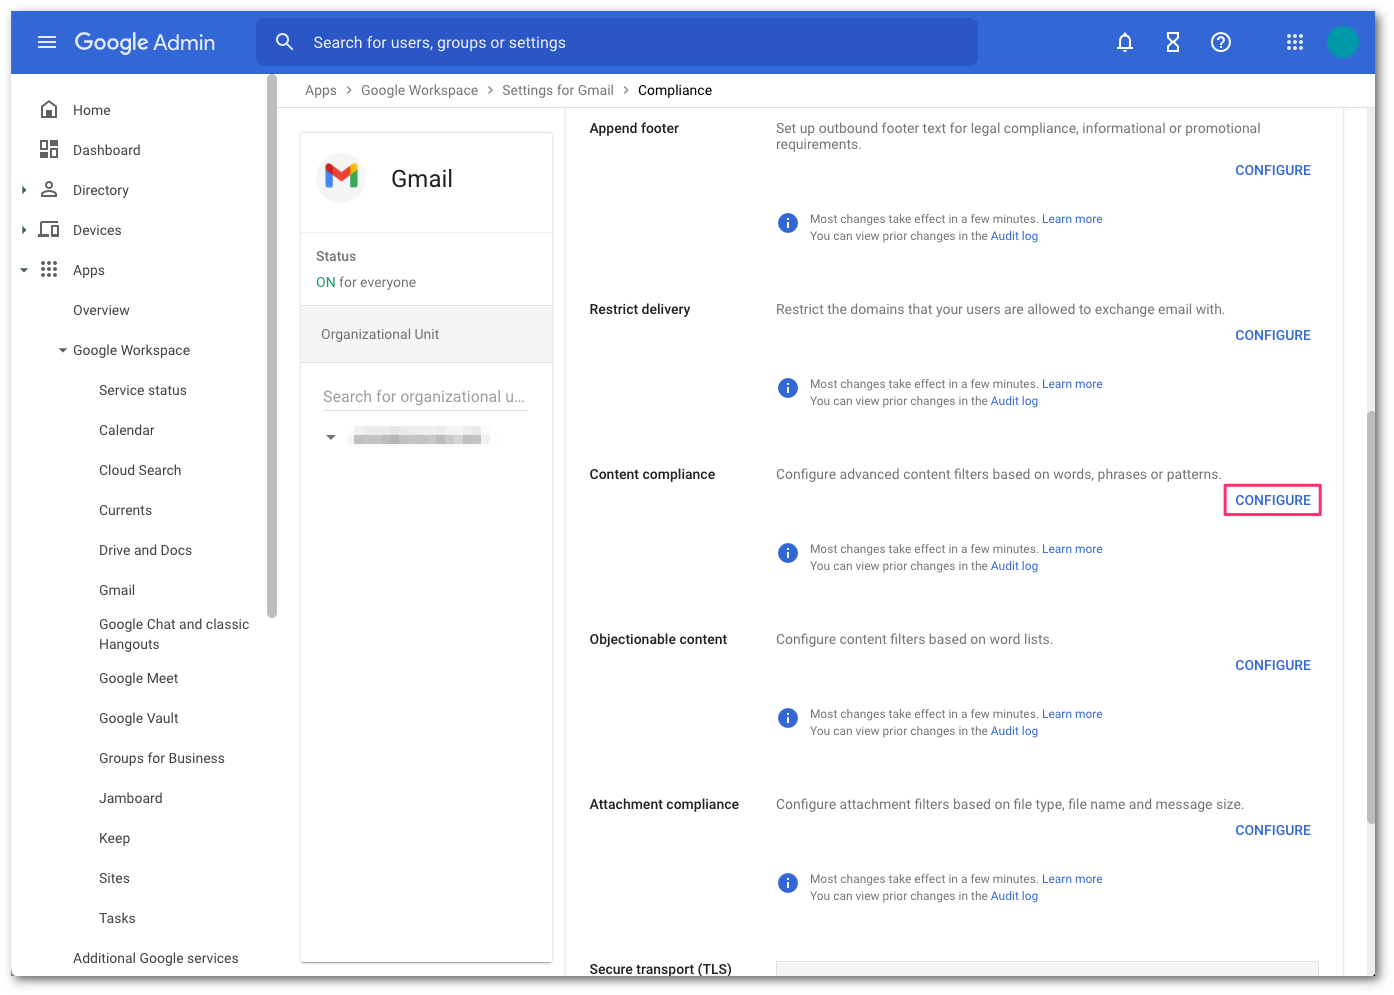 Google Admin
Search for users, groups or settings
Home
Dashboard
Directory
Devices
Apps
Overview
Google Workspace
Service status
Calendar
Cloud Search
Currents
Drive and Docs
Gmail
Google Chat and classic
Hangouts
Google Meet
Google Vault
Groups for Business
Jamboard
Keep
Sites
Tasks
Additional Google services
Apps > Google Workspace > Settings for Gmail > Compliance
Gmail
Status
ON for everyone
Organizational Unit
Search for organizational u...
Append footer
Set up outbound footer text for legal compliance, informational or promotional
requirements.
CONFIGURE
Most changes take effect in a few minutes. Learn more
You can view prior changes in the Audit log
Restrict delivery
Restrict the domains that your users are allowed to exchange email with.
CONFIGURE
Most changes take effect in a few minutes. Learn more
You can view prior changes in the Audit log
Content compliance
Configure advanced content filters based on words, phrases or patterns.
CONFIGURE
Most changes take effect in a few minutes. Learn more
You can view prior changes in the Audit log
Objectionable content
Configure content filters based on word lists.
CONFIGURE
Most changes take effect in a few minutes. Learn more
You can view prior changes in the Audit log
Attachment compliance
Configure attachment filters based on file type, file name and message size.
CONFIGURE
Most changes take effect in a few minutes. Learn more
You can view prior changes in the Audit log
Secure transport (TLS)